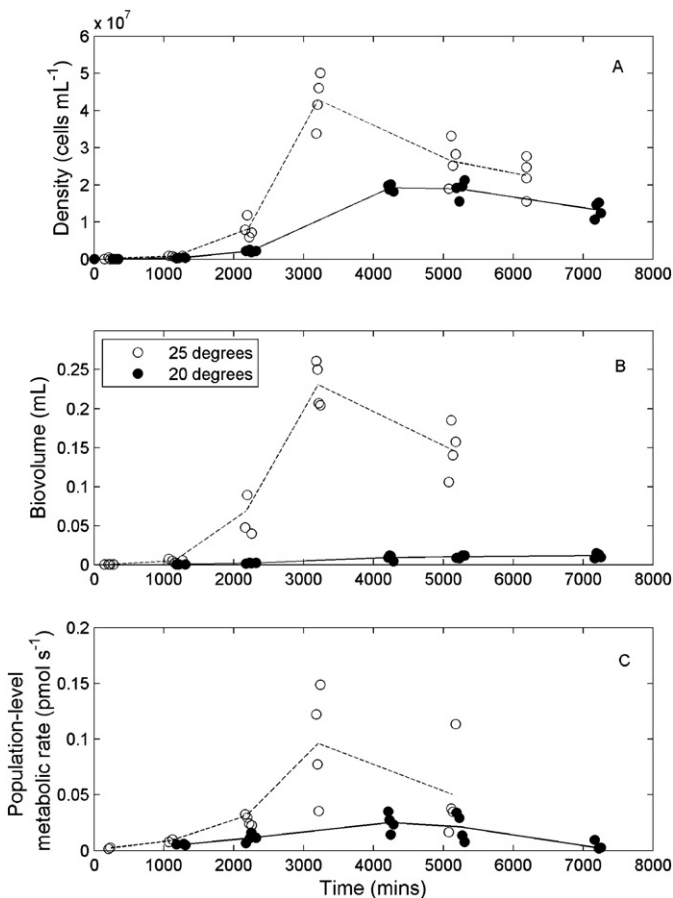 x 10⁷
6
5
4
3
2
1
0
Density (cells mL⁻¹)
A
0 1000 2000 3000 4000 5000 6000 7000 8000
0.25
0.2
0.15
0.1
0.05
0
Biovolume (mL)
25 degrees
20 degrees
B
0 1000 2000 3000 4000 5000 6000 7000 8000
0.2
0.15
0.1
0.05
0
Population-level
metabolic rate (pmol s⁻¹)
C
0 1000 2000 3000 4000 5000 6000 7000 8000
Time (mins)